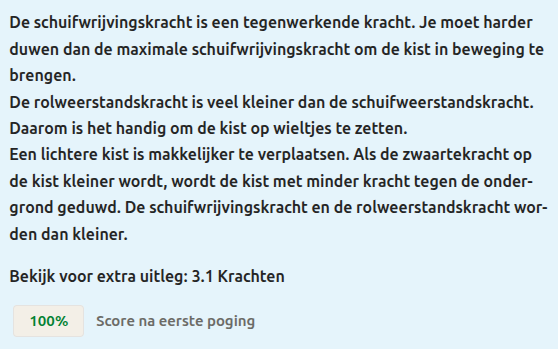 De schuifwrijvingskracht is een tegenwerkende kracht. Je moet harder
duwen dan de maximale schuifwrijvingskracht om de kist in beweging te
brengen.
De rolweerstandskracht is veel kleiner dan de schuifweerstandskracht.
Daarom is het handig om de kist op wieltjes te zetten.
Een lichtere kist is makkelijker te verplaatsen. Als de zwaartekracht op
de kist kleiner wordt, wordt de kist met minder kracht tegen de onder-
grond geduwd. De schuifwrijvingskracht en de rolweerstandskracht wor-
den dan kleiner.
Bekijk voor extra uitleg: 3.1 Krachten
100% Score na eerste poging